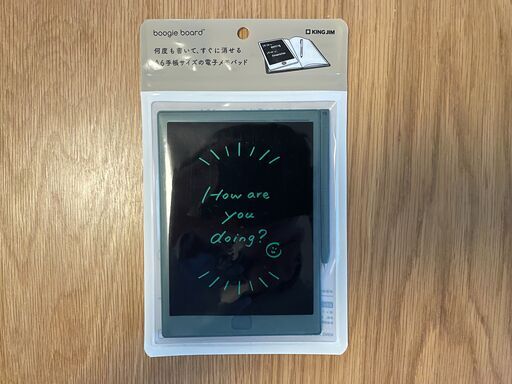 boogie board™
KING JIM
何度も書いて、すぐに消せる
A6手帳サイズの電子メモパッド
How are
you
doing?